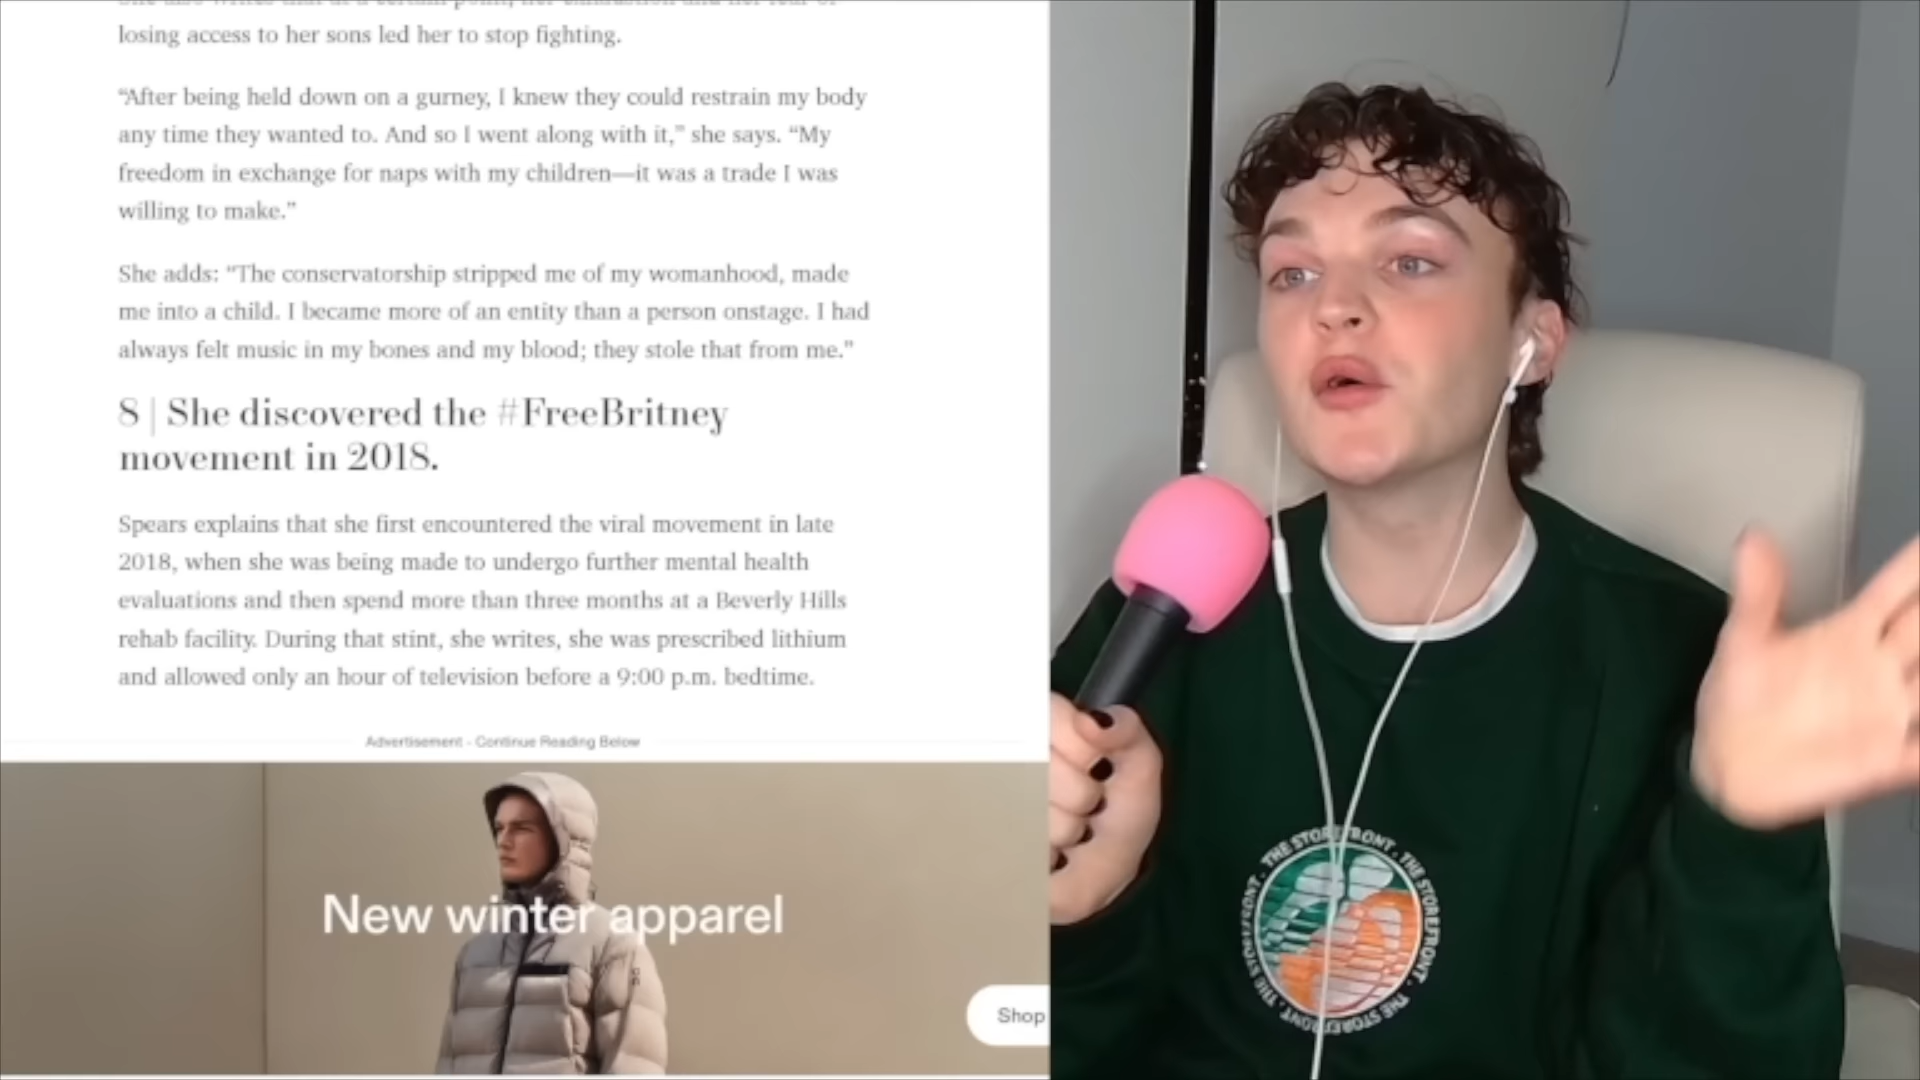 losing access to her sons led her to stop fighting.
“After being held down on a gurney, I knew they could restrain my body
any time they wanted to. And so I went along with it,” she says. “My
freedom in exchange for naps with my children—it was a trade I was
willing to make.”
She adds: “The conservatorship stripped me of my womanhood, made
me into a child. I became more of an entity than a person onstage. I had
always felt music in my bones and my blood; they stole that from me.”
8 | She discovered the #FreeBritney
movement in 2018.
Spears explains that she first encountered the viral movement in late
2018, when she was being made to undergo further mental health
evaluations and then spend more than three months at a Beverly Hills
rehab facility. During that stint, she writes, she was prescribed lithium
and allowed only an hour of television before a 9:00 p.m. bedtime.
Advertisement - Continue Reading Below
New winter apparel
Shop
THE STOREFRONT . THE STOREFRONT . THE STOREFRONT . THE STOREFRONT .